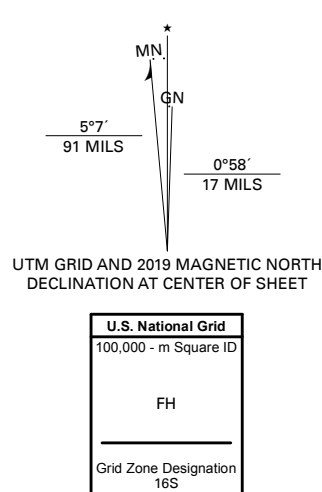 ★
MN
GN
5°7´
91 MILS
0°58´
17 MILS
UTM GRID AND 2019 MAGNETIC NORTH
DECLINATION AT CENTER OF SHEET
U.S. National Grid
100,000 - m Square ID
FH
Grid Zone Designation
16S